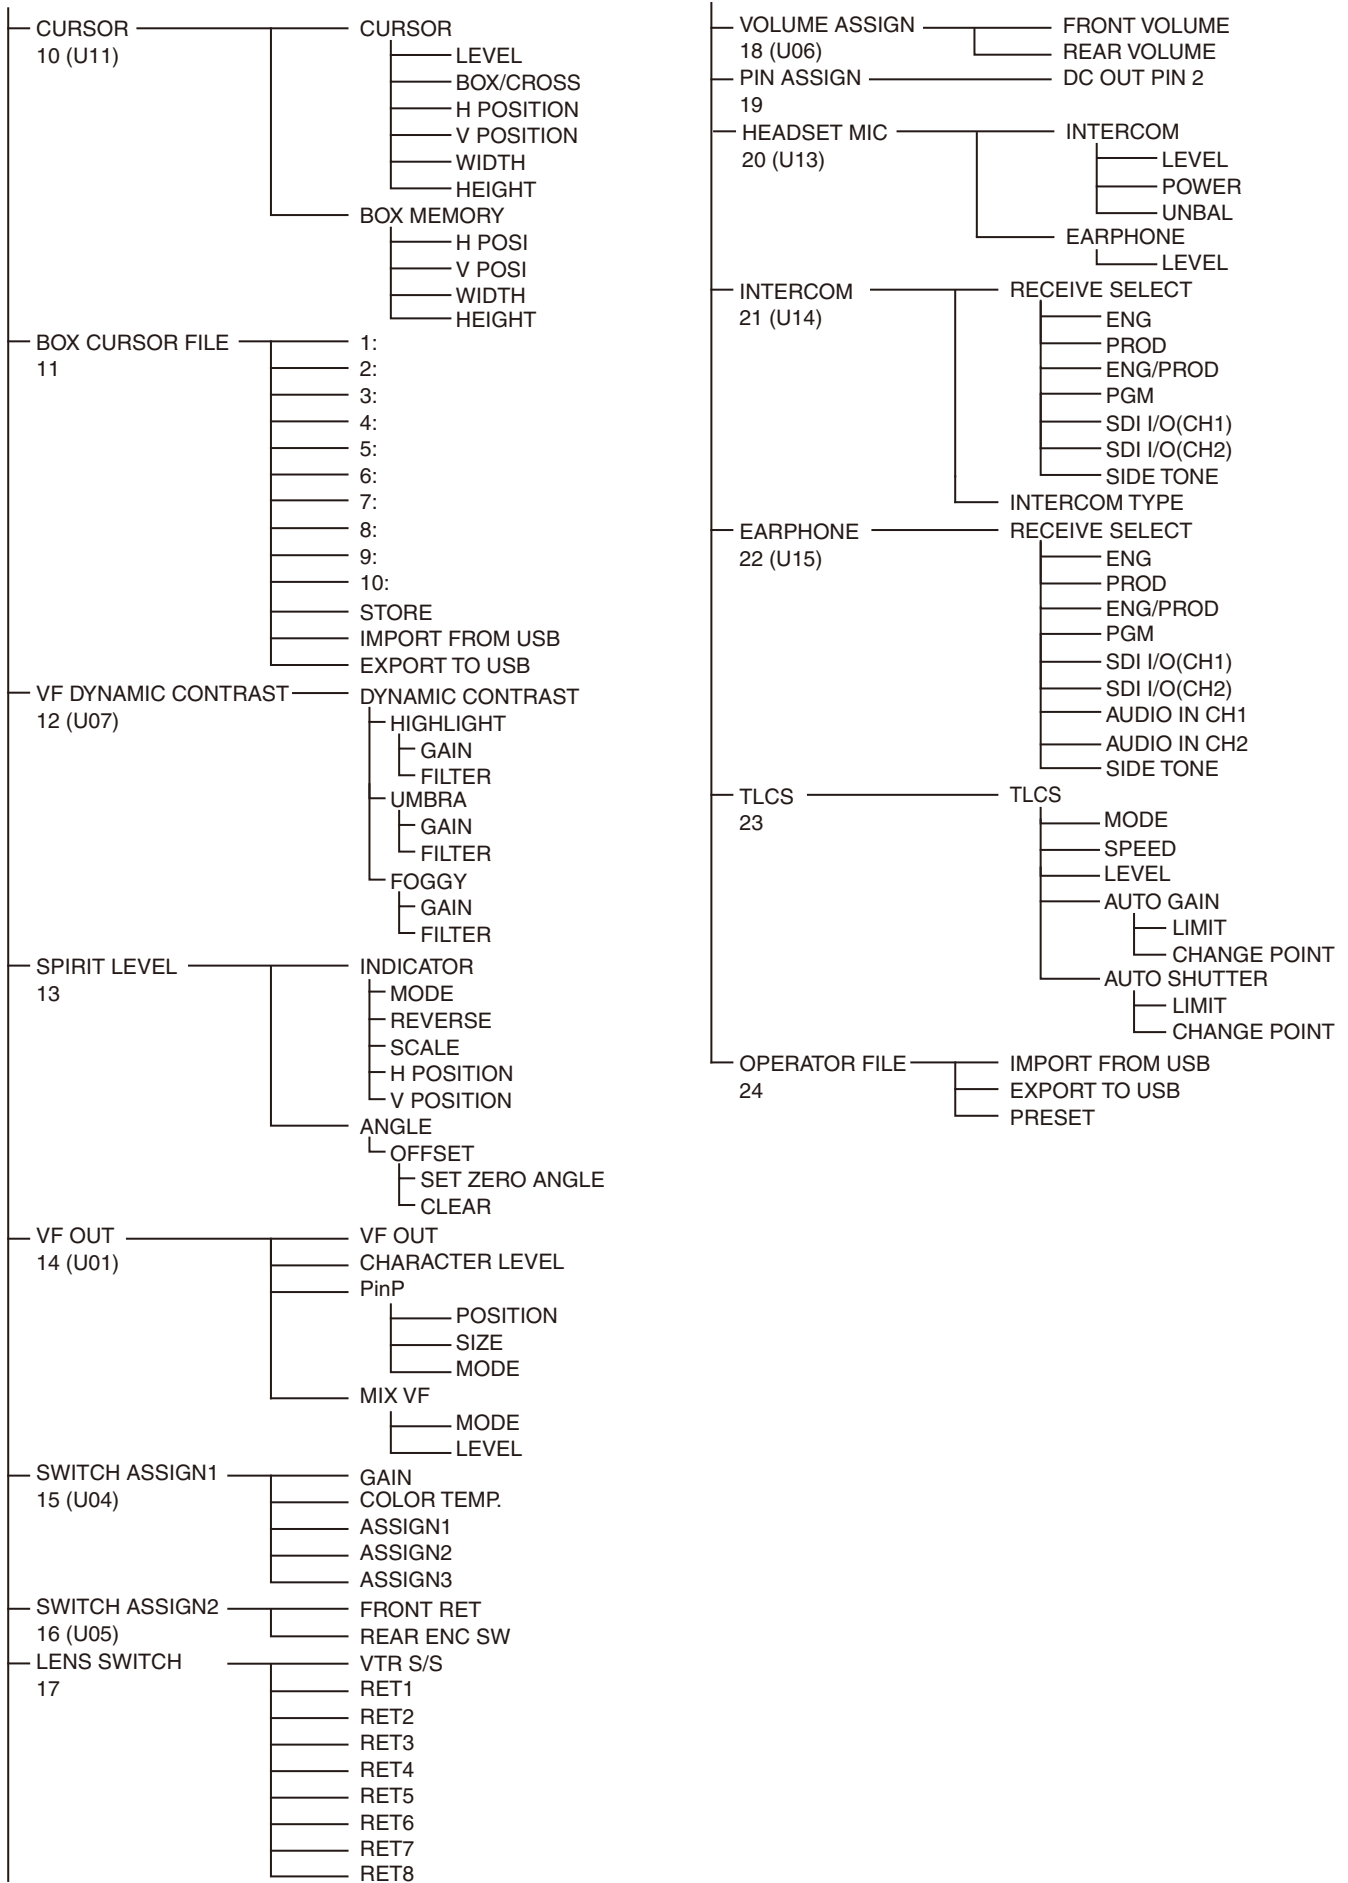 CURSOR
10 (U11)
CURSOR
LEVEL
BOX/CROSS
H POSITION
V POSITION
WIDTH
HEIGHT
BOX MEMORY
H POSI
V POSI
WIDTH
HEIGHT
BOX CURSOR FILE
11
1:
2:
3:
4:
5:
6:
7:
8:
9:
10:
STORE
IMPORT FROM USB
EXPORT TO USB
VF DYNAMIC CONTRAST
12 (U07)
DYNAMIC CONTRAST
HIGHLIGHT
GAIN
FILTER
UMBRA
GAIN
FILTER
FOGGY
GAIN
FILTER
SPIRIT LEVEL
13
INDICATOR
MODE
REVERSE
SCALE
H POSITION
V POSITION
ANGLE
OFFSET
SET ZERO ANGLE
CLEAR
VF OUT
14 (U01)
VF OUT
CHARACTER LEVEL
PinP
POSITION
SIZE
MODE
MIX VF
MODE
LEVEL
SWITCH ASSIGN1
15 (U04)
GAIN
COLOR TEMP.
ASSIGN1
ASSIGN2
ASSIGN3
SWITCH ASSIGN2
16 (U05)
FRONT RET
REAR ENC SW
LENS SWITCH
17
VTR S/S
RET1
RET2
RET3
RET4
RET5
RET6
RET7
RET8
VOLUME ASSIGN
18 (U06)
FRONT VOLUME
REAR VOLUME
PIN ASSIGN
19
DC OUT PIN 2
HEADSET MIC
20 (U13)
INTERCOM
LEVEL
POWER
UNBAL
EARPHONE
LEVEL
INTERCOM
21 (U14)
RECEIVE SELECT
ENG
PROD
ENG/PROD
PGM
SDI I/O(CH1)
SDI I/O(CH2)
SIDE TONE
INTERCOM TYPE
EARPHONE
22 (U15)
RECEIVE SELECT
ENG
PROD
ENG/PROD
PGM
SDI I/O(CH1)
SDI I/O(CH2)
AUDIO IN CH1
AUDIO IN CH2
SIDE TONE
TLCS
23
TLCS
MODE
SPEED
LEVEL
AUTO GAIN
LIMIT
CHANGE POINT
AUTO SHUTTER
LIMIT
CHANGE POINT
OPERATOR FILE
24
IMPORT FROM USB
EXPORT TO USB
PRESET